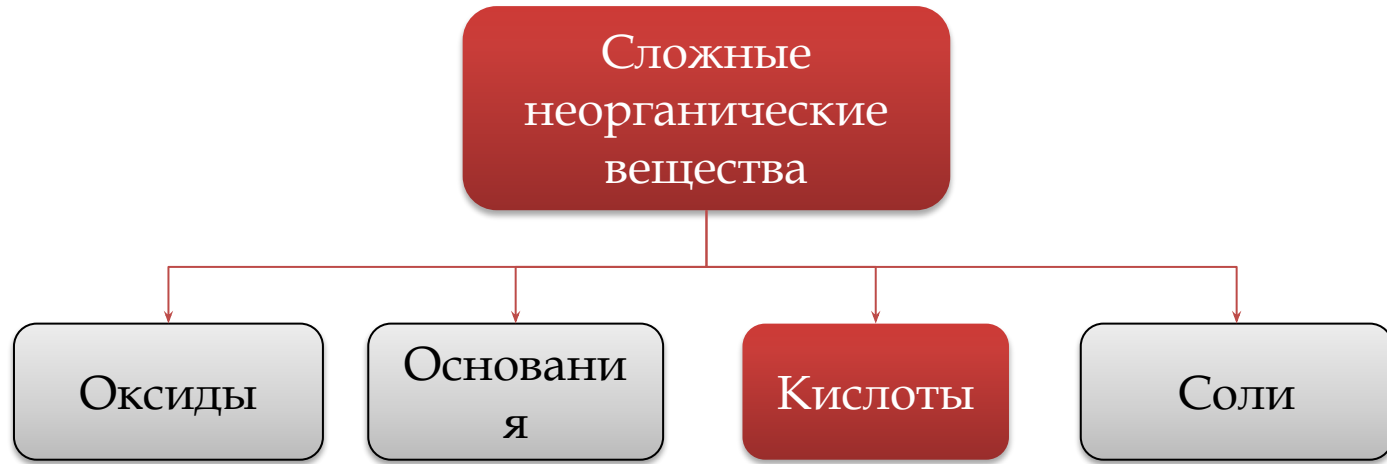 Сложные
неорганические
вещества
Оксиды
Основани
я
Кислоты
Соли